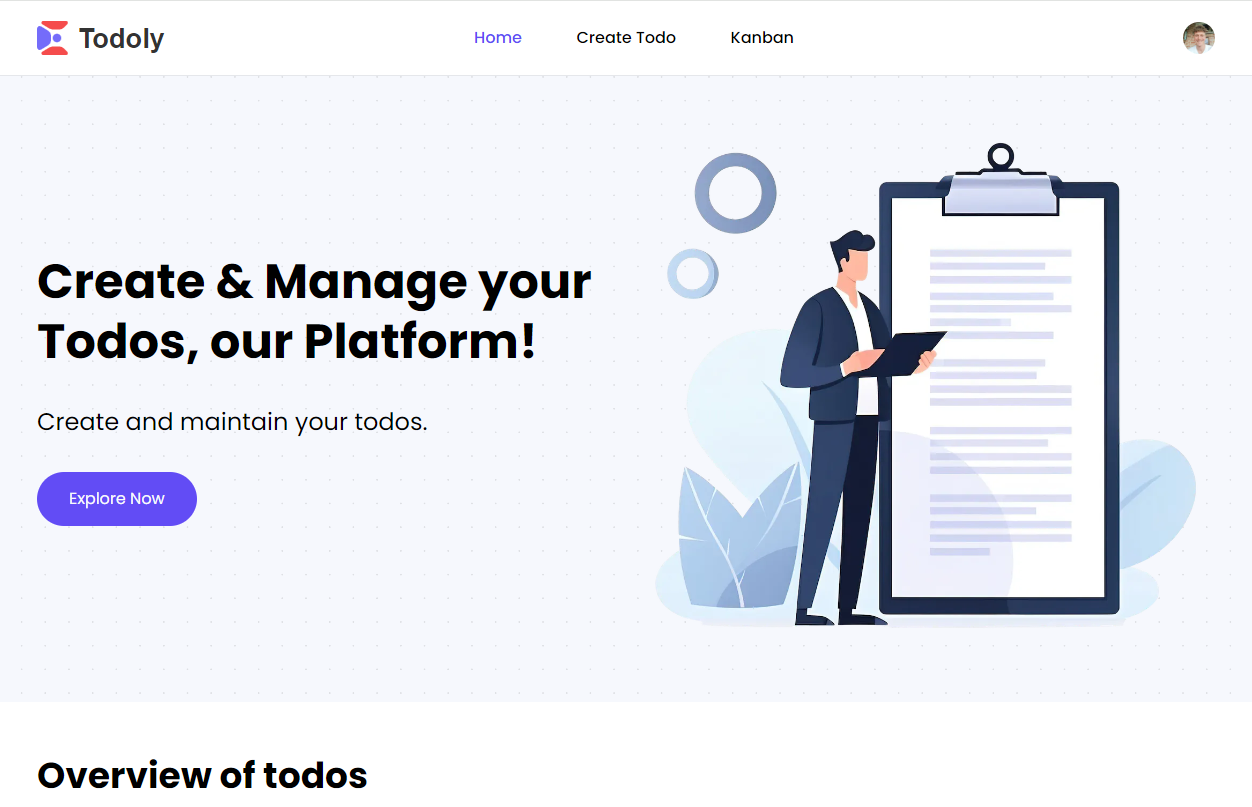 Todoly
Home
Create Todo
Kanban
Create & Manage your
Todos, our Platform!
Create and maintain your todos.
Explore Now
Overview of todos